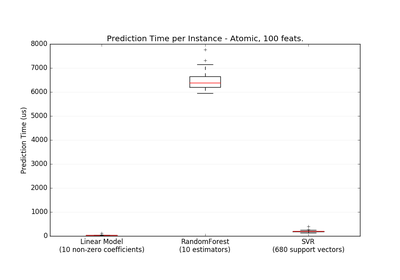 Prediction Time per Instance - Atomic, 100 feats.
8000
7000
6000
5000
4000
3000
2000
1000
0
Prediction Time (us)
Linear Model
(10 non-zero coefficients)
RandomForest
(10 estimators)
SVR
(680 support vectors)